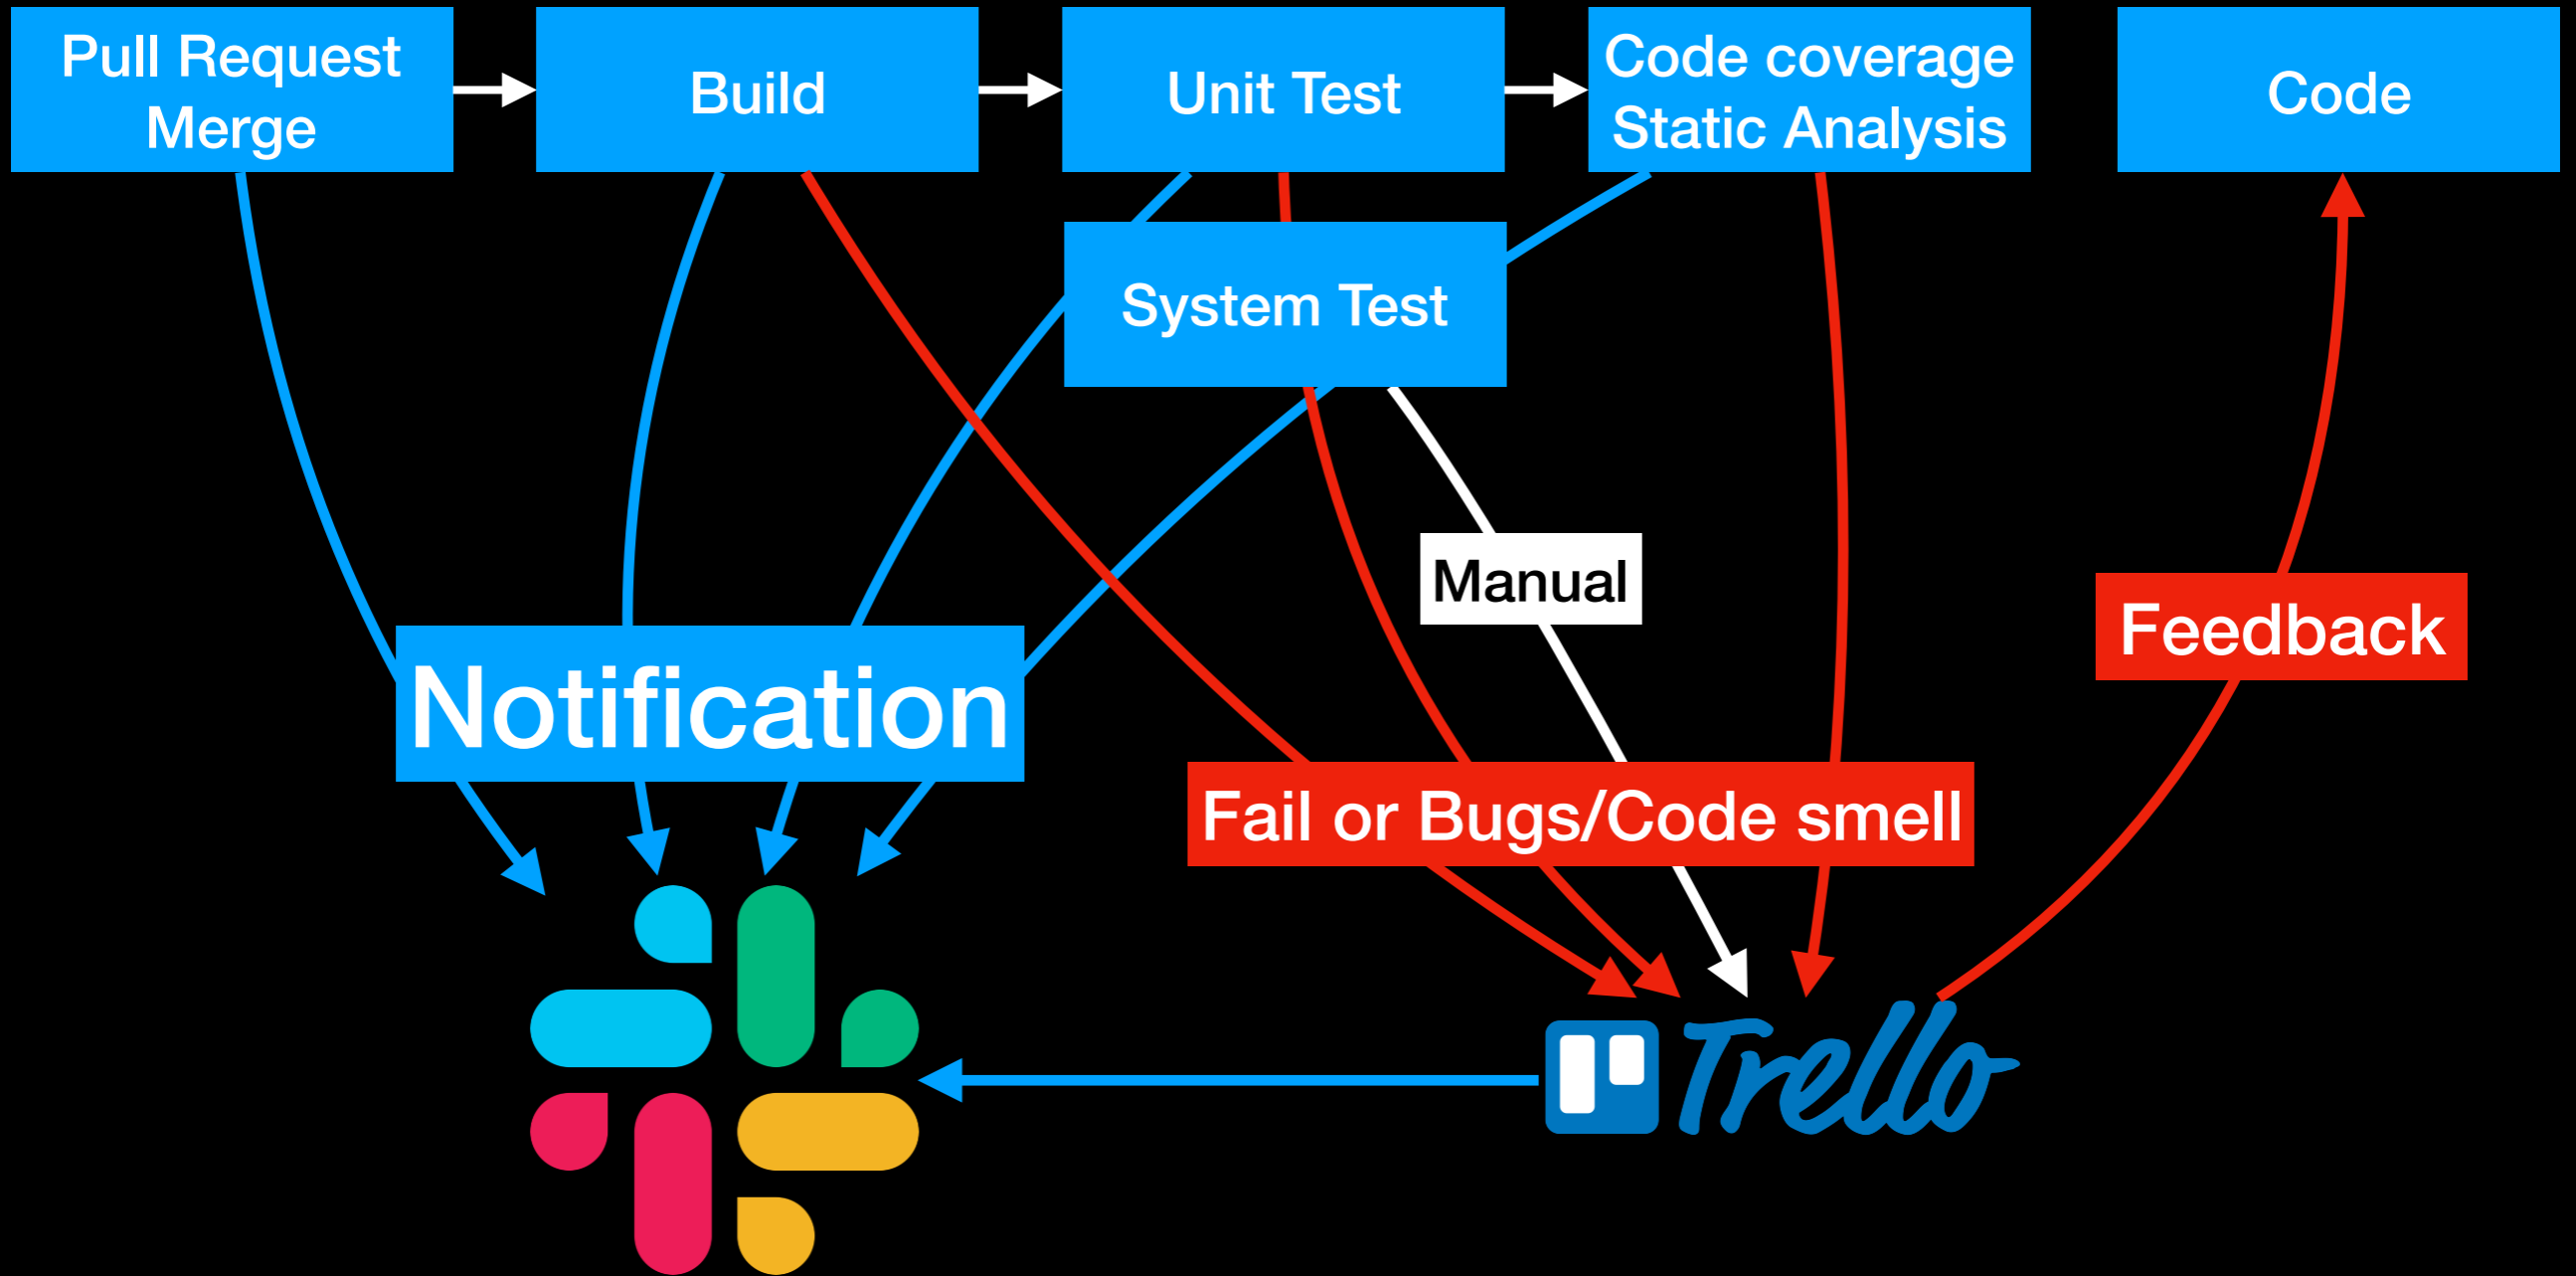 Pull Request
Merge
Build
Unit Test
Code coverage
Static Analysis
Code
System Test
Manual
Feedback
Notification
Fail or Bugs/Code smell
Trello